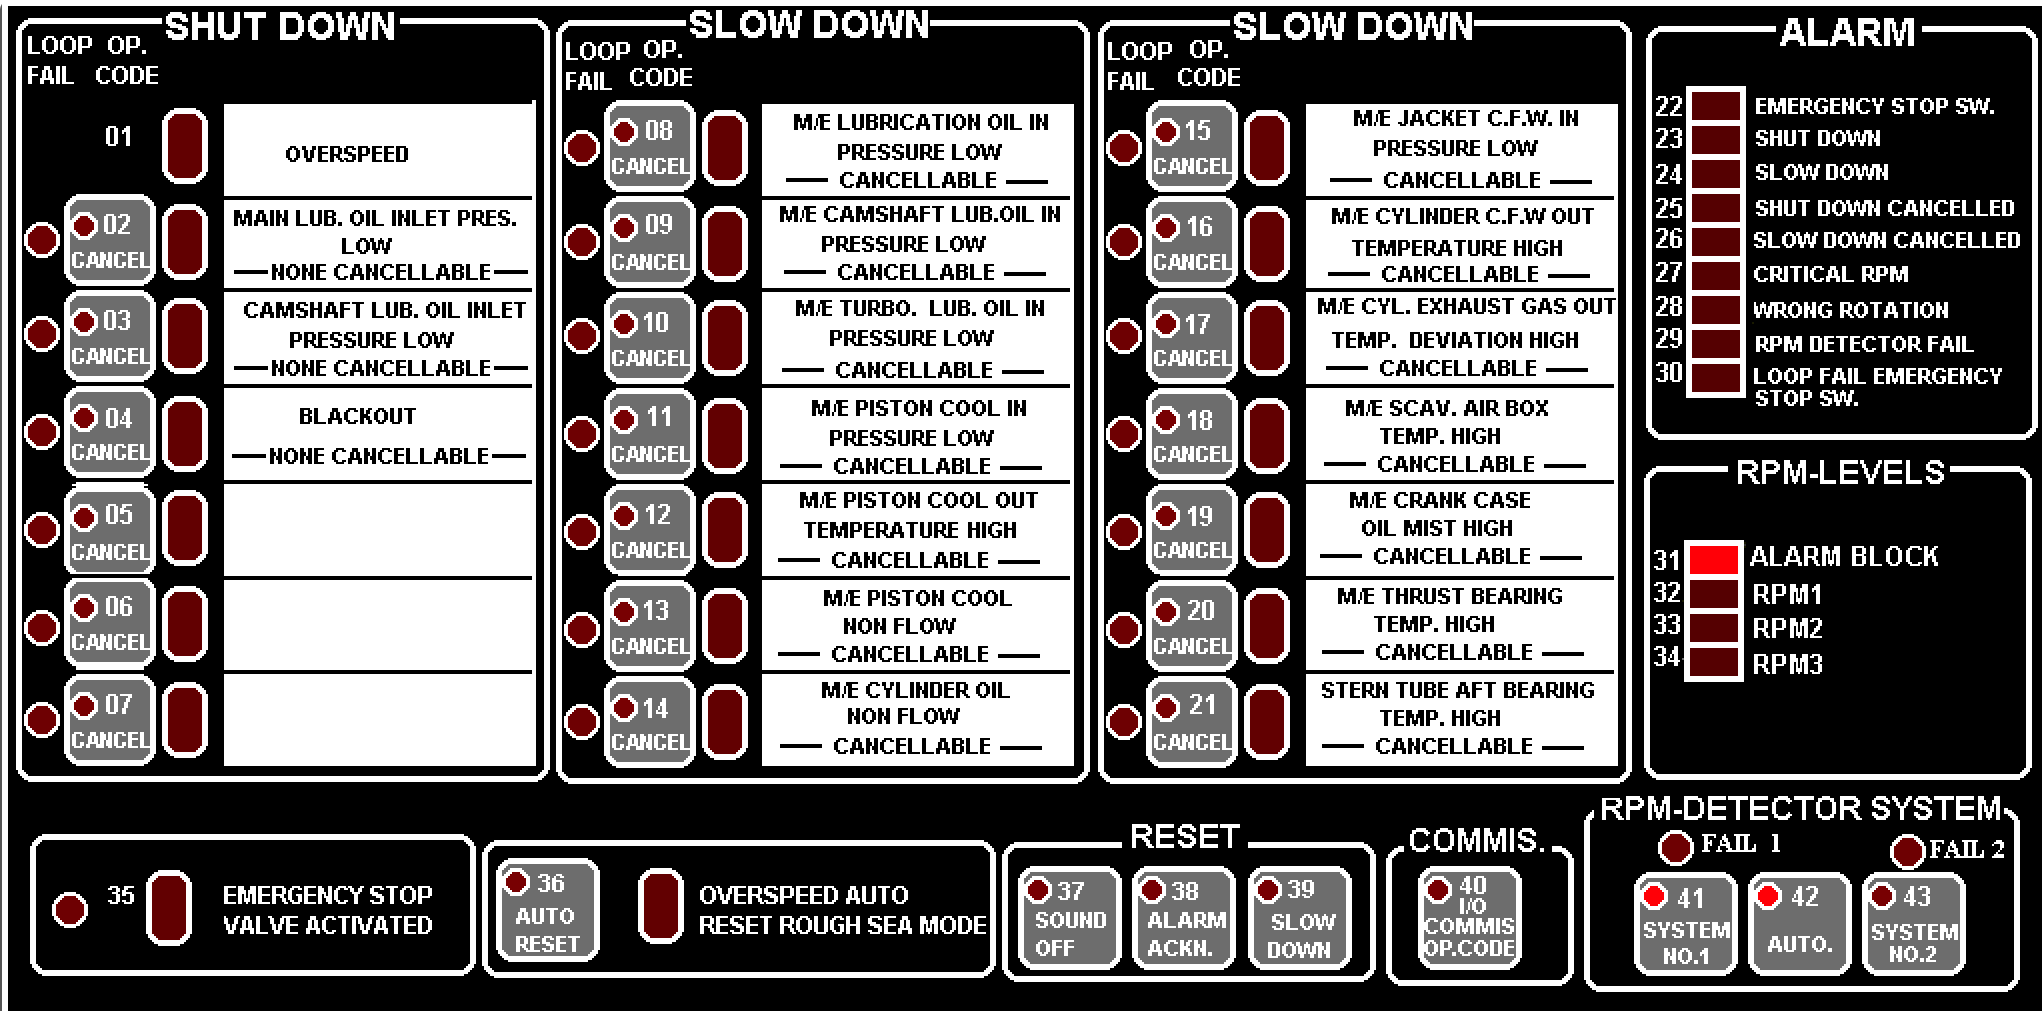 SHUT DOWN
LOOP OP.
FAIL CODE
01
OVERSPEED
02
CANCEL
MAIN LUB. OIL INLET PRES.
LOW
NONE CANCELLABLE
03
CANCEL
CAMSHAFT LUB. OIL INLET
PRESSURE LOW
NONE CANCELLABLE
04
CANCEL
BLACKOUT
NONE CANCELLABLE
05
CANCEL
06
CANCEL
07
CANCEL
SLOW DOWN
LOOP OP.
FAIL CODE
08
CANCEL
M/E LUBRICATION OIL IN
PRESSURE LOW
CANCELLABLE
09
CANCEL
M/E CAMSHAFT LUB.OIL IN
PRESSURE LOW
CANCELLABLE
10
CANCEL
M/E TURBO. LUB. OIL IN
PRESSURE LOW
CANCELLABLE
11
CANCEL
M/E PISTON COOL IN
PRESSURE LOW
CANCELLABLE
12
CANCEL
M/E PISTON COOL OUT
TEMPERATURE HIGH
CANCELLABLE
13
CANCEL
M/E PISTON COOL
NON FLOW
CANCELLABLE
14
CANCEL
M/E CYLINDER OIL
NON FLOW
CANCELLABLE
SLOW DOWN
LOOP OP.
FAIL CODE
15
CANCEL
M/E JACKET C.F.W. IN
PRESSURE LOW
CANCELLABLE
16
CANCEL
M/E CYLINDER C.F.W OUT
TEMPERATURE HIGH
CANCELLABLE
17
CANCEL
M/E CYL. EXHAUST GAS OUT
TEMP. DEVIATION HIGH
CANCELLABLE
18
CANCEL
M/E SCAV. AIR BOX
TEMP. HIGH
CANCELLABLE
19
CANCEL
M/E CRANK CASE
OIL MIST HIGH
CANCELLABLE
20
CANCEL
M/E THRUST BEARING
TEMP. HIGH
CANCELLABLE
21
CANCEL
STERN TUBE AFT BEARING
TEMP. HIGH
CANCELLABLE
ALARM
22 EMERGENCY STOP SW.
23 SHUT DOWN
24 SLOW DOWN
25 SHUT DOWN CANCELLED
26 SLOW DOWN CANCELLED
27 CRITICAL RPM
28 WRONG ROTATION
29 RPM DETECTOR FAIL
30 LOOP FAIL EMERGENCY
STOP SW.
RPM-LEVELS
31 ALARM BLOCK
32 RPM1
33 RPM2
34 RPM3
35
EMERGENCY STOP
VALVE ACTIVATED
36
AUTO
RESET
OVERSPEED AUTO
RESET ROUGH SEA MODE
RESET
37
SOUND
OFF
38
ALARM
ACKN.
39
SLOW
DOWN
COMMIS.
40
I/O
COMMIS
OP.CODE
RPM-DETECTOR SYSTEM
FAIL 1
FAIL 2
41
SYSTEM
NO.1
42
AUTO.
43
SYSTEM
NO.2